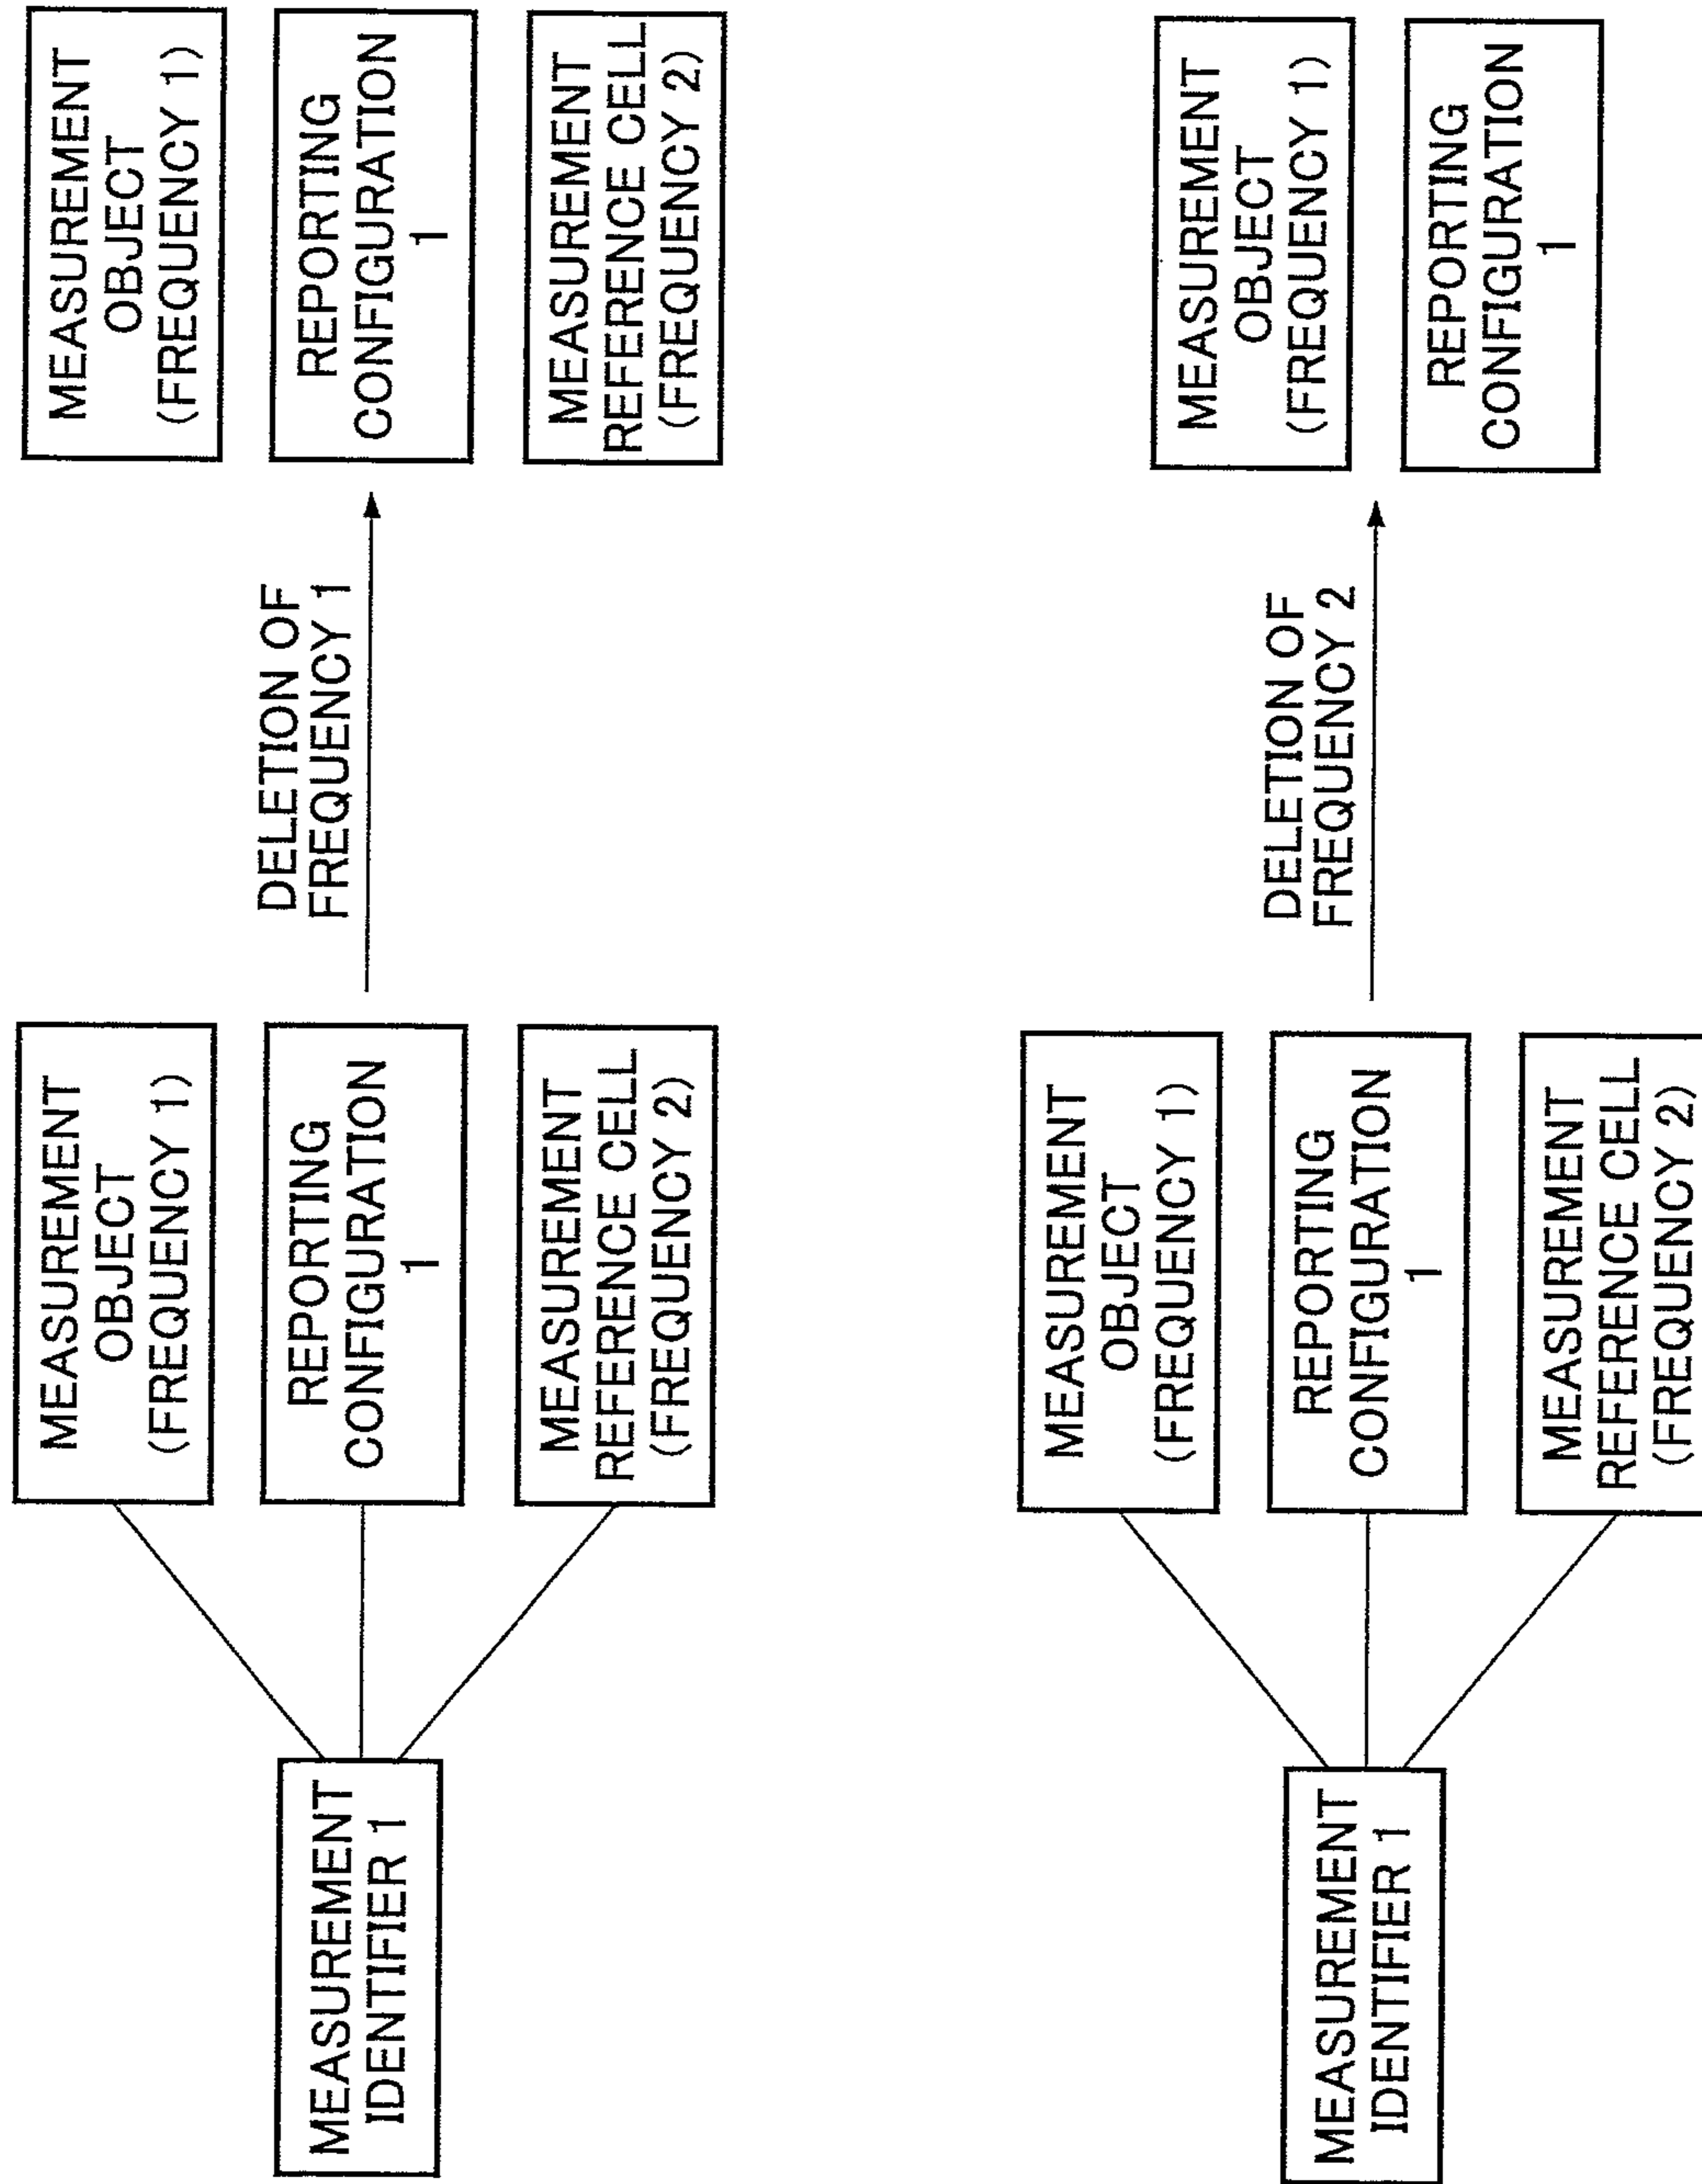 MEASUREMENT
IDENTIFIER 1
MEASUREMENT
OBJECT
(FREQUENCY 1)
REPORTING
CONFIGURATION
1
MEASUREMENT
REFERENCE CELL
(FREQUENCY 2)
DELETION OF
FREQUENCY 1
MEASUREMENT
OBJECT
(FREQUENCY 1)
REPORTING
CONFIGURATION
1
MEASUREMENT
REFERENCE CELL
(FREQUENCY 2)
MEASUREMENT
IDENTIFIER 1
MEASUREMENT
OBJECT
(FREQUENCY 1)
REPORTING
CONFIGURATION
1
MEASUREMENT
REFERENCE CELL
(FREQUENCY 2)
DELETION OF
FREQUENCY 2
MEASUREMENT
OBJECT
(FREQUENCY 1)
REPORTING
CONFIGURATION
1